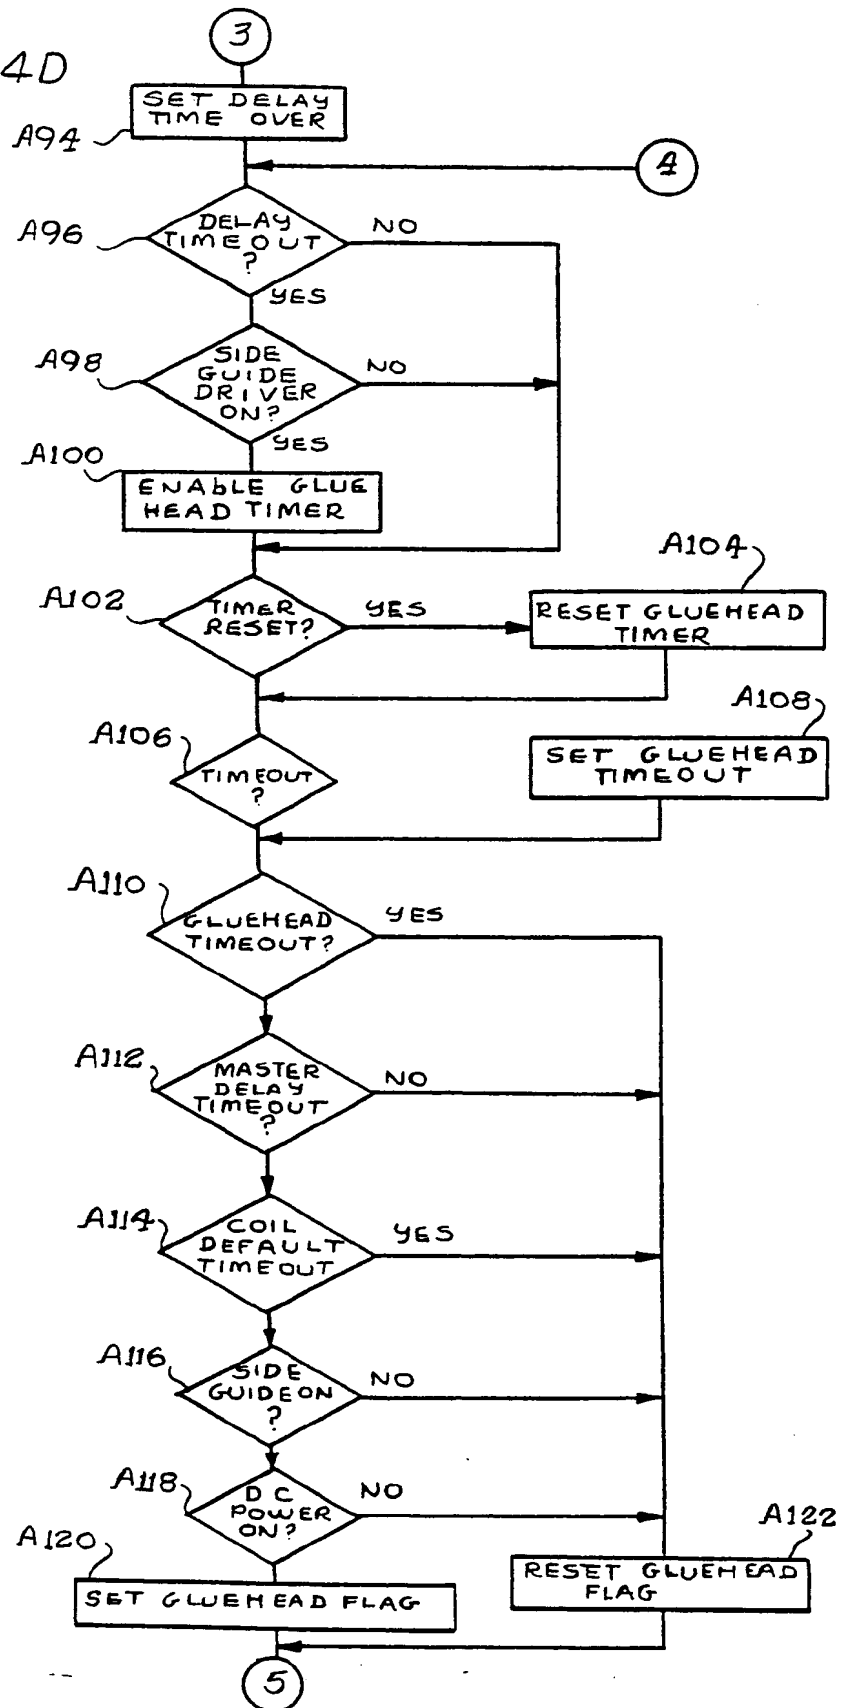 3
4D
SET DELAY
TIME OVER
A94
4
A96
DELAY
TIMEOUT
?
NO
YES
A98
SIDE
GUIDE
DRIVER
ON?
NO
YES
A100
ENABLE GLUE
HEAD TIMER
A102
TIMER
RESET?
YES
A104
RESET GLUEHEAD
TIMER
A106
TIMEOUT
?
A108
SET GLUEHEAD
TIMEOUT
A110
GLUEHEAD
TIMEOUT?
YES
A112
MASTER
DELAY
TIMEOUT
?
NO
A114
COIL
DEFAULT
TIMEOUT
YES
A116
SIDE
GUIDE ON
?
NO
A118
DC
POWER
ON?
NO
A120
SET GLUEHEAD FLAG
A122
RESET GLUEHEAD
FLAG
5